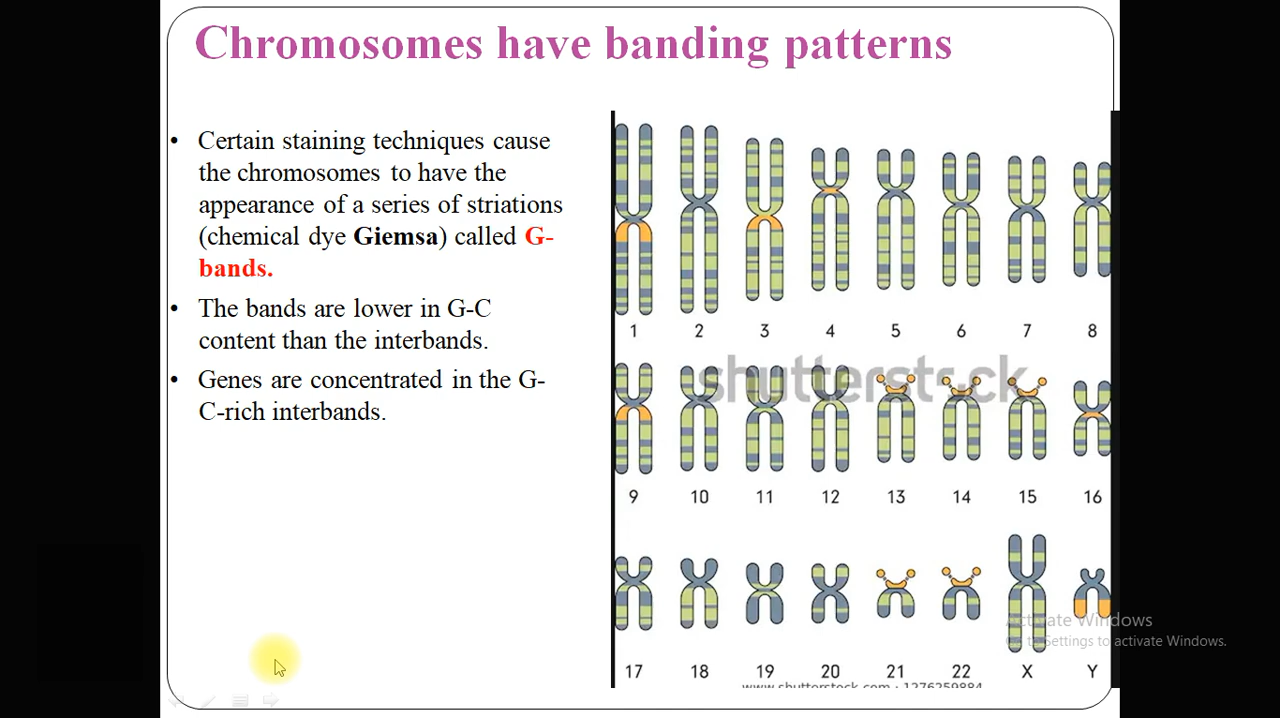 Chromosomes have banding patterns
• Certain staining techniques cause
the chromosomes to have the
appearance of a series of striations
(chemical dye Giemsa) called G-
bands.
• The bands are lower in G-C
content than the interbands.
• Genes are concentrated in the G-
C-rich interbands.
1 2 3 4 5 6 7 8
shutterstock
9 10 11 12 13 14 15 16
17 18 19 20 21 22 X Y
www.shutterstock.com · 1276259884
Activate Windows
Go to Settings to activate Windows.